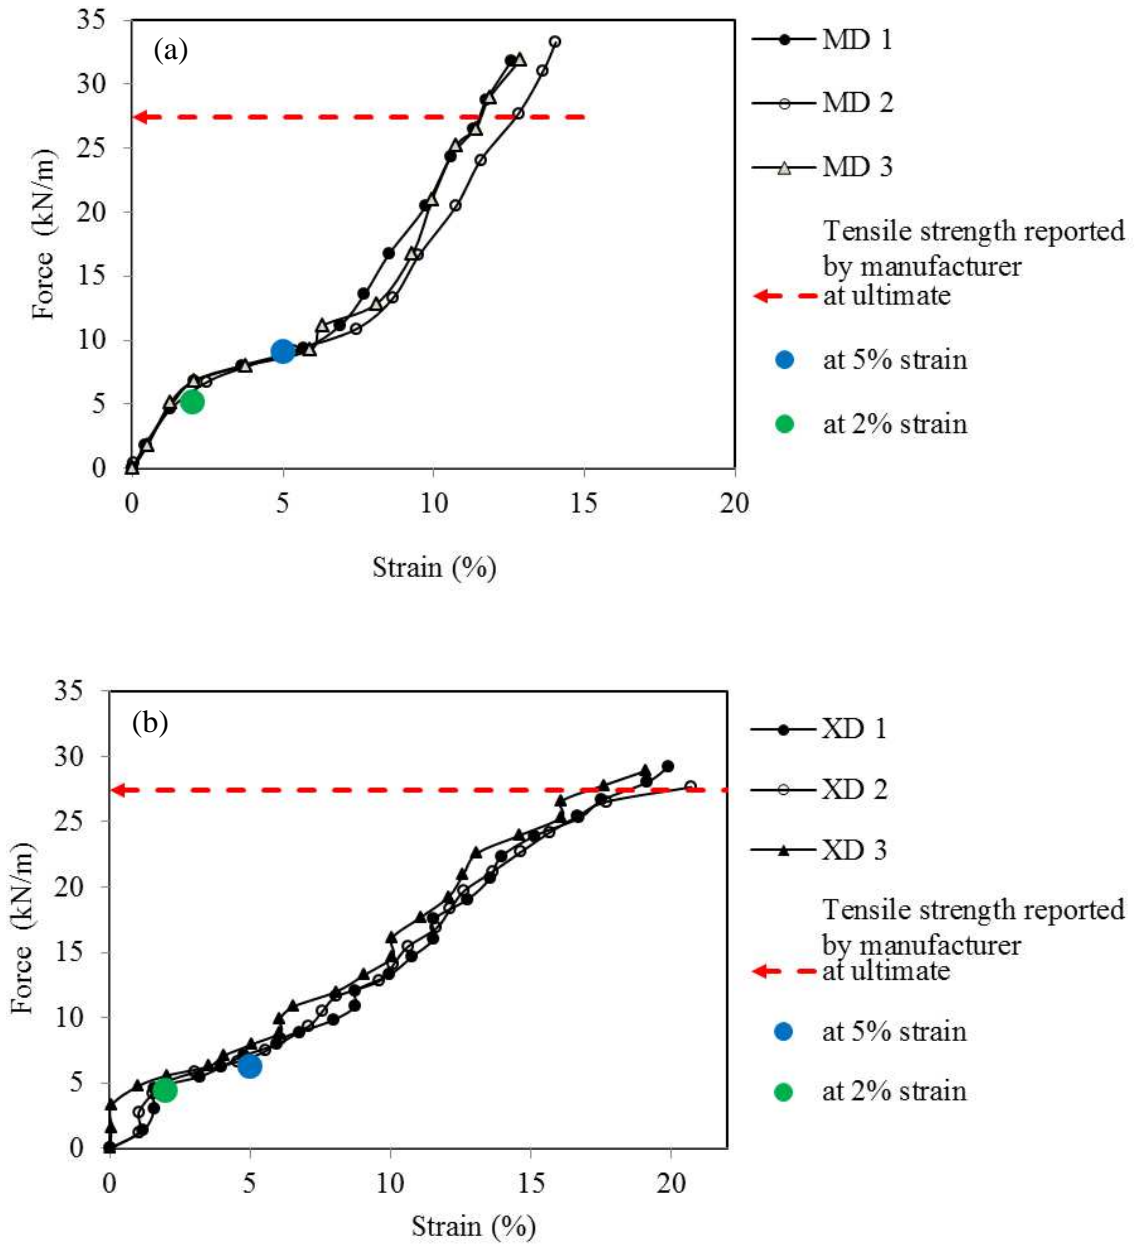 (a)
35
30
25
20
15
10
5
0
0 5 10 15 20
Force (kN/m)
Strain (%)
MD 1
MD 2
MD 3
Tensile strength reported
by manufacturer
at ultimate
at 5% strain
at 2% strain
(b)
35
30
25
20
15
10
5
0
0 5 10 15 20
Force (kN/m)
Strain (%)
XD 1
XD 2
XD 3
Tensile strength reported
by manufacturer
at ultimate
at 5% strain
at 2% strain